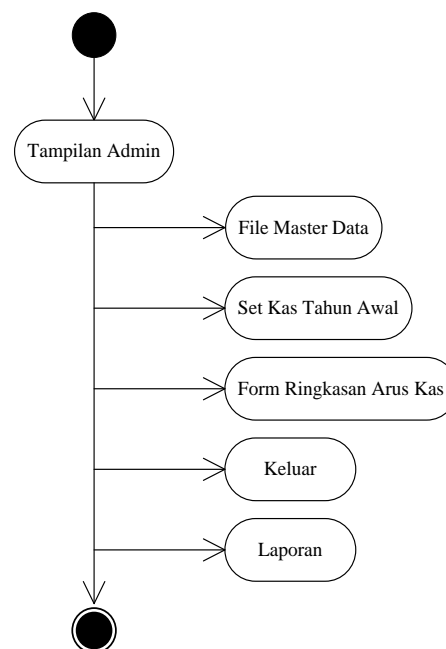 Tampilan Admin
File Master Data
Set Kas Tahun Awal
Form Ringkasan Arus Kas
Keluar
Laporan